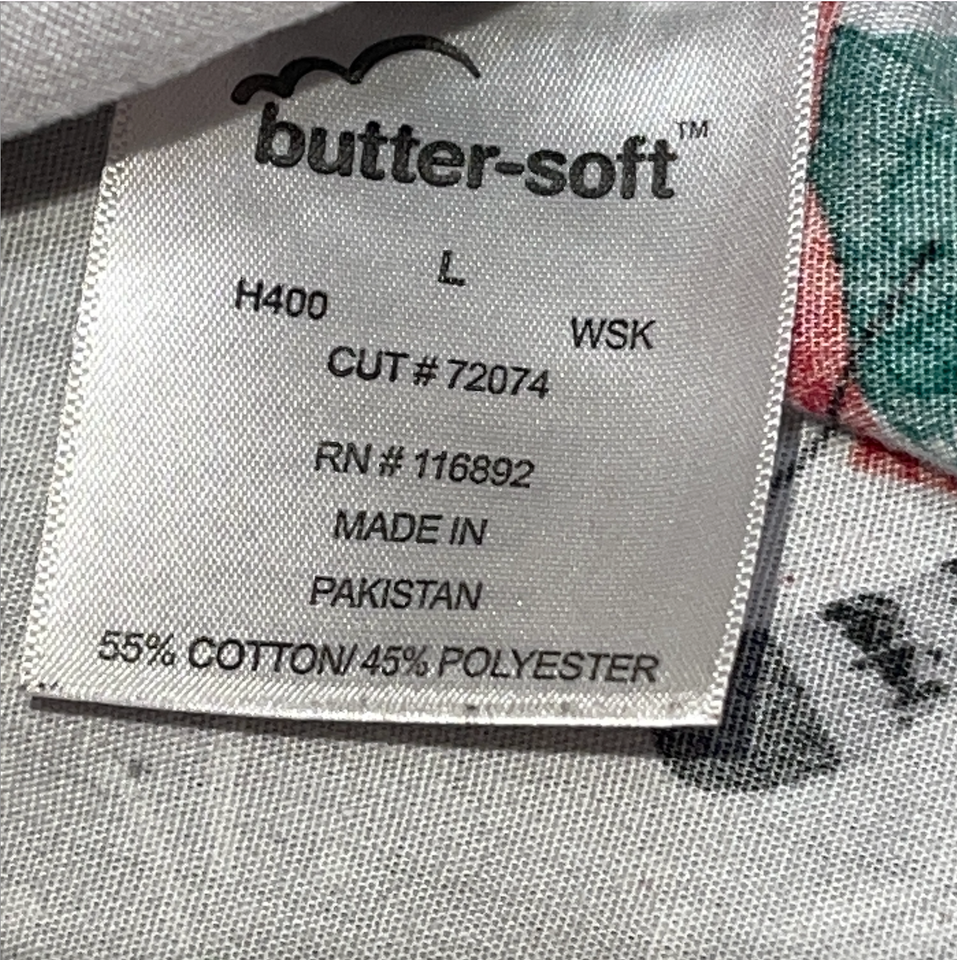 butter-soft™
L
H400
WSK
CUT # 72074
RN # 116892
MADE IN
PAKISTAN
55% COTTON/ 45% POLYESTER